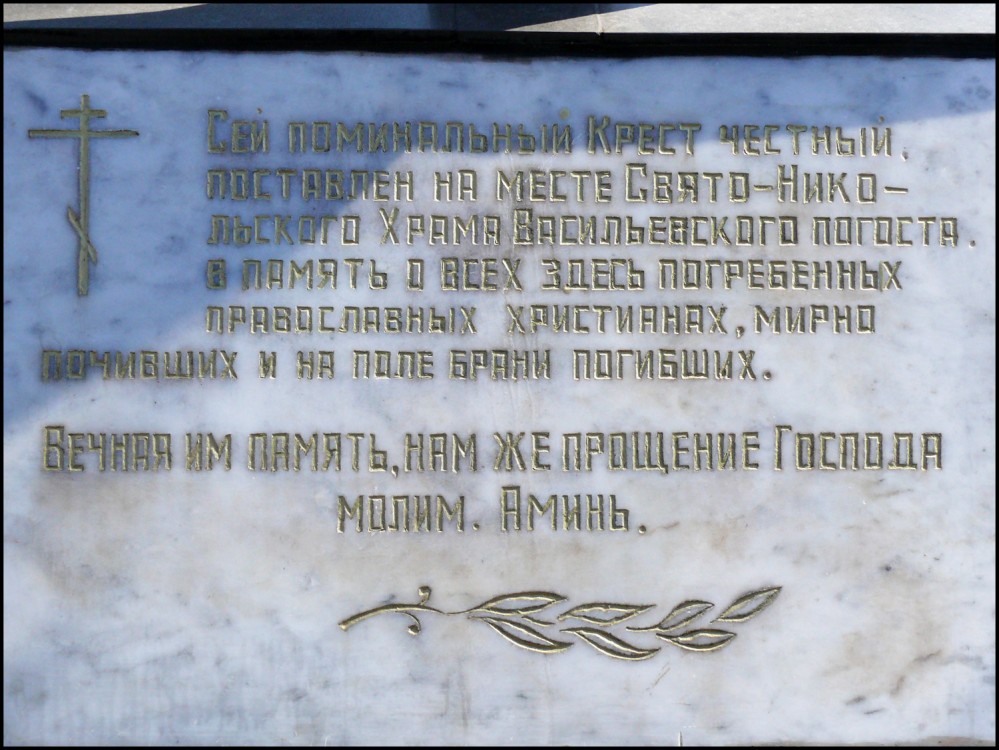 Сей поминальный Крест честный,
поставлен на месте Свято-Нико-
льского Храма Васильевского погоста.
в память о всех здесь погребенных
православных христианах, мирно
почивших и на поле брани погибших.
Вечная им память, нам же прощение Господа
молим. Аминь.